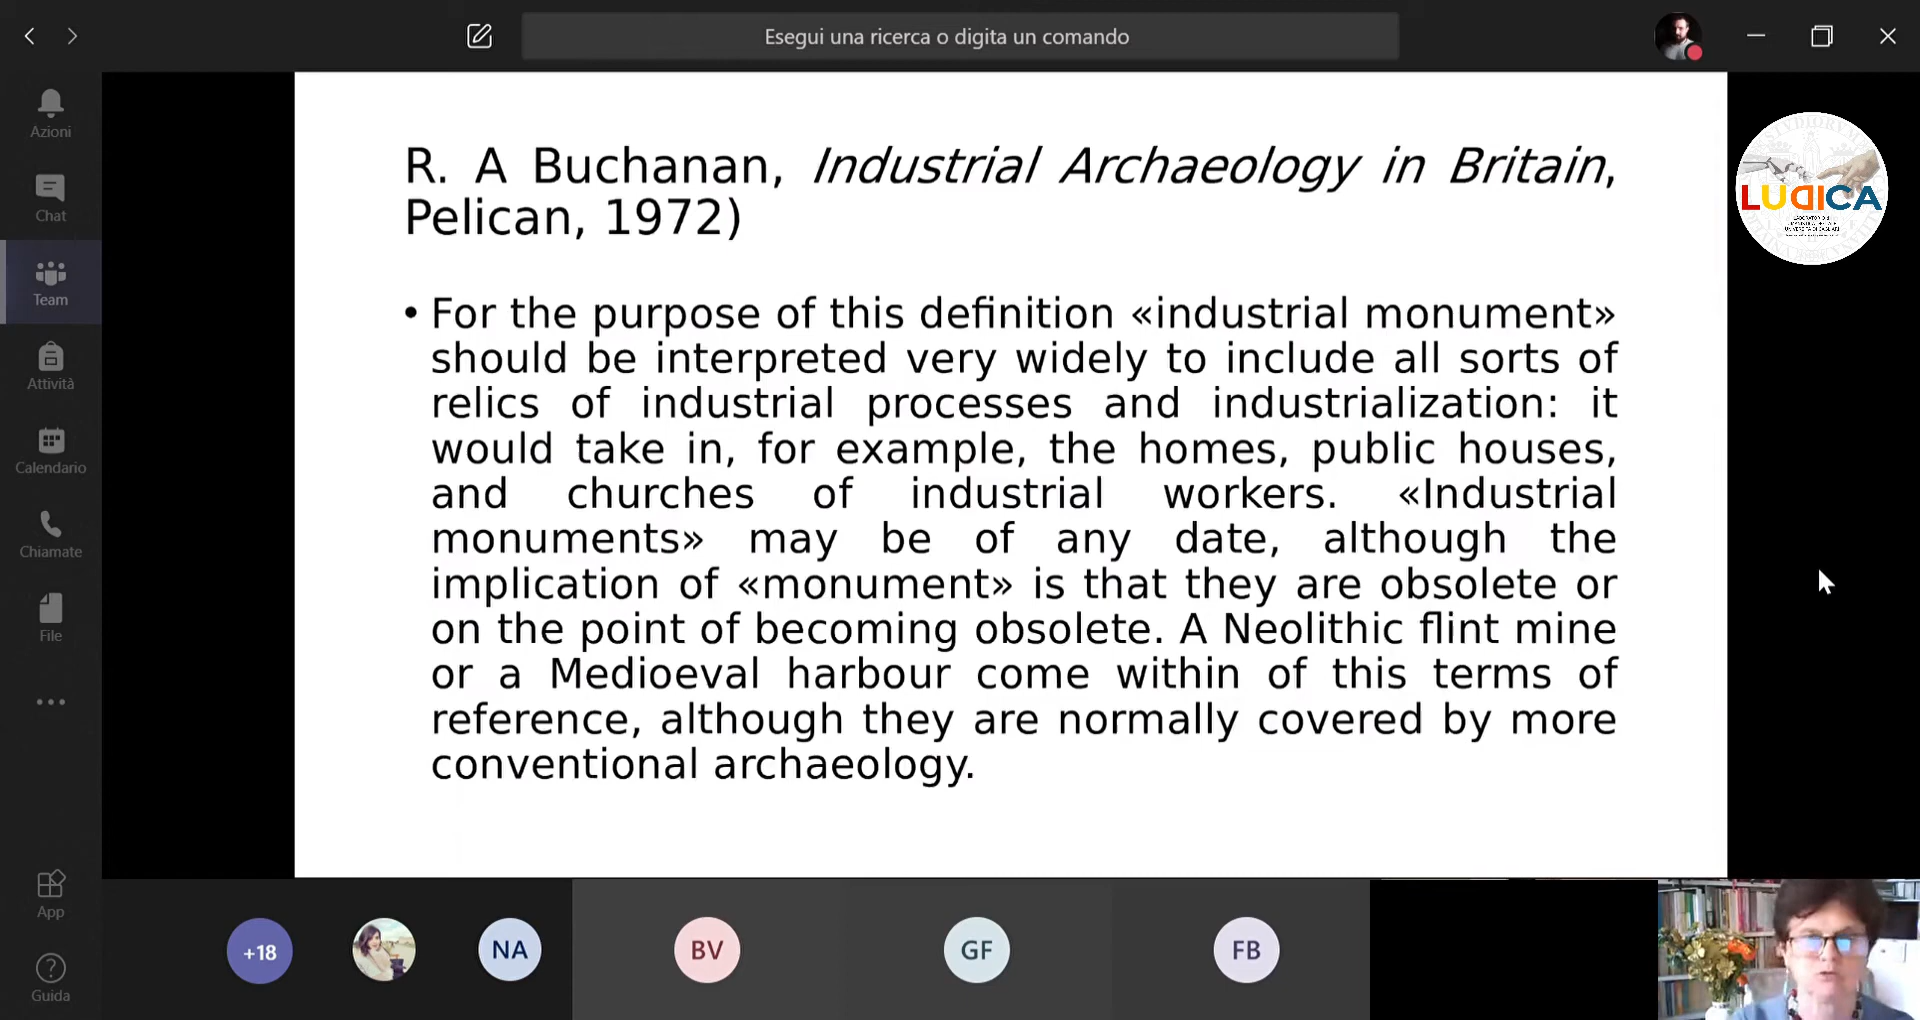 Esegui una ricerca o digita un comando
Azioni
Chat
Team
Attività
Calendario
Chiamate
File
App
Guida
R. A Buchanan, Industrial Archaeology in Britain,
Pelican, 1972)
• For the purpose of this definition «industrial monument»
should be interpreted very widely to include all sorts of
relics of industrial processes and industrialization: it
would take in, for example, the homes, public houses,
and churches of industrial workers. «Industrial
monuments» may be of any date, although the
implication of «monument» is that they are obsolete or
on the point of becoming obsolete. A Neolithic flint mine
or a Medioeval harbour come within of this terms of
reference, although they are normally covered by more
conventional archaeology.
LUDICA
+18
NA
BV
GF
FB